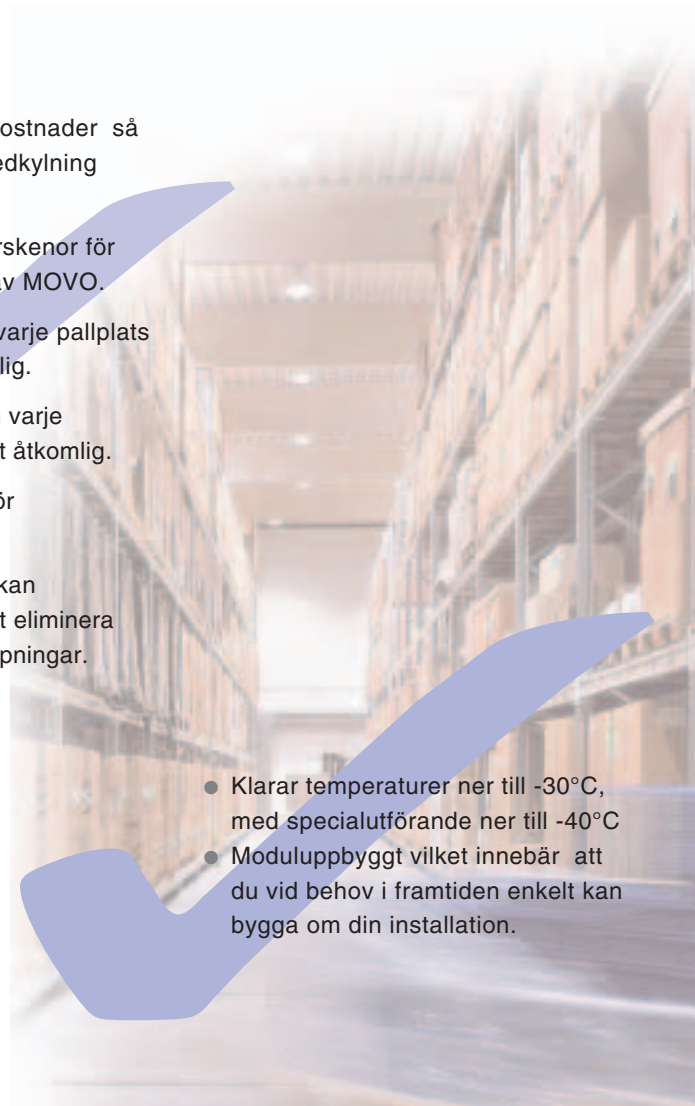 ostnader så
edkylning
rskenor för
av MOVO.
varje pallplats
lig.
varje
t åtkomlig.
ör
kan
t eliminera
pningar.
● Klarar temperaturer ner till -30°C,
med specialutförande ner till -40°C
● Moduluppbyggt vilket innebär att
du vid behov i framtiden enkelt kan
bygga om din installation.